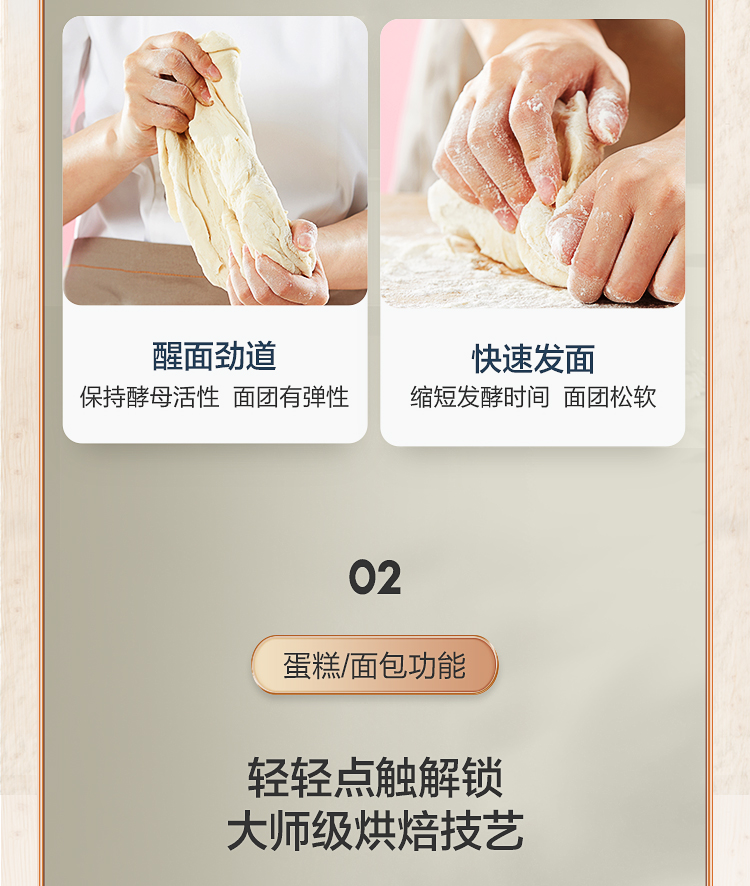 醒面劲道
保持酵母活性 面团有弹性
快速发面
缩短发酵时间 面团松软
02
蛋糕/面包功能
轻轻点触解锁
大师级烘焙技艺